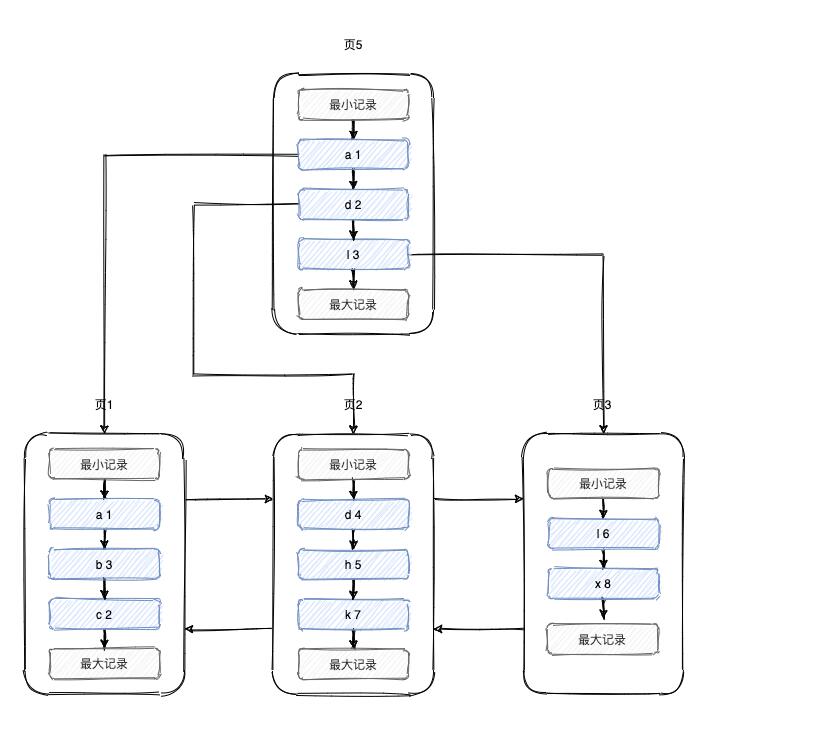 页5
最小记录
a 1
d 2
l 3
最大记录
页1
最小记录
a 1
b 3
c 2
最大记录
页2
最小记录
d 4
h 5
k 7
最大记录
页3
最小记录
l 6
x 8
最大记录